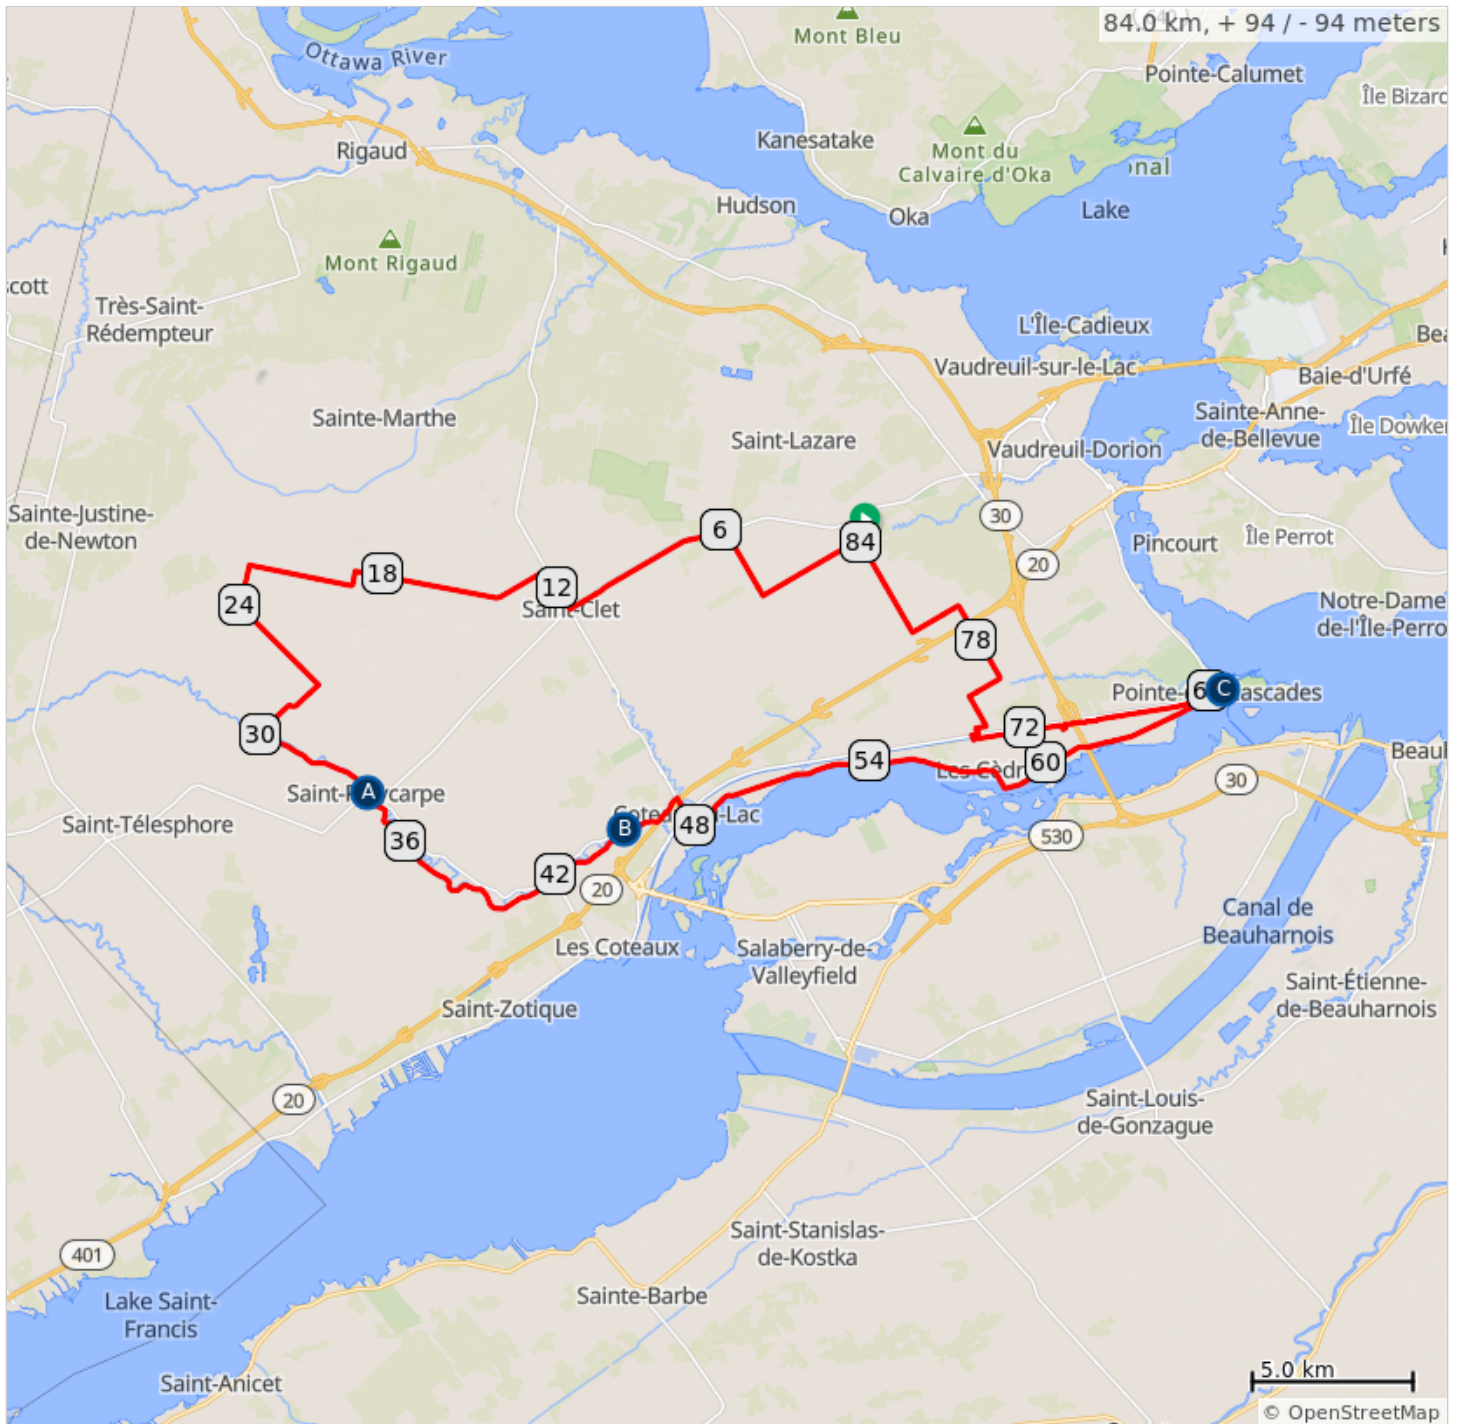 84.0 km, + 94 / - 94 meters
Mont Bleu
Ottawa River
Pointe-Calumet
Île Bizard
Kanesatake
Rigaud
Mont du
Calvaire d'Oka
Hudson
Oka
Lake
Mont Rigaud
Très-Saint-
Rédempteur
L'Île-Cadieux
Vaudreuil-sur-le-Lac
Baie-d'Urfé
Sainte-Marthe
Sainte-Anne-
de-Bellevue
Île Dowker
Saint-Lazare
Vaudreuil-Dorion
Sainte-Justine-
de-Newton
30
6
Île Perrot
84
Pincourt
20
18
12
24
Saint-Clet
Notre-Dame
de-l'Île-Perro
78
C
30
72
54
60
30
A
Saint-Télesphore
B
48
36
530
42
20
Canal de
Beauharnois
Les Coteaux
Salaberry-de-
Valleyfield
Saint-Étienne-
de-Beauharnois
Saint-Zotique
20
Saint-Louis-
de-Gonzague
Saint-Stanislas-
de-Kostka
401
Sainte-Barbe
Lake Saint-
Francis
5.0 km
Saint-Anicet
© OpenStreetMap